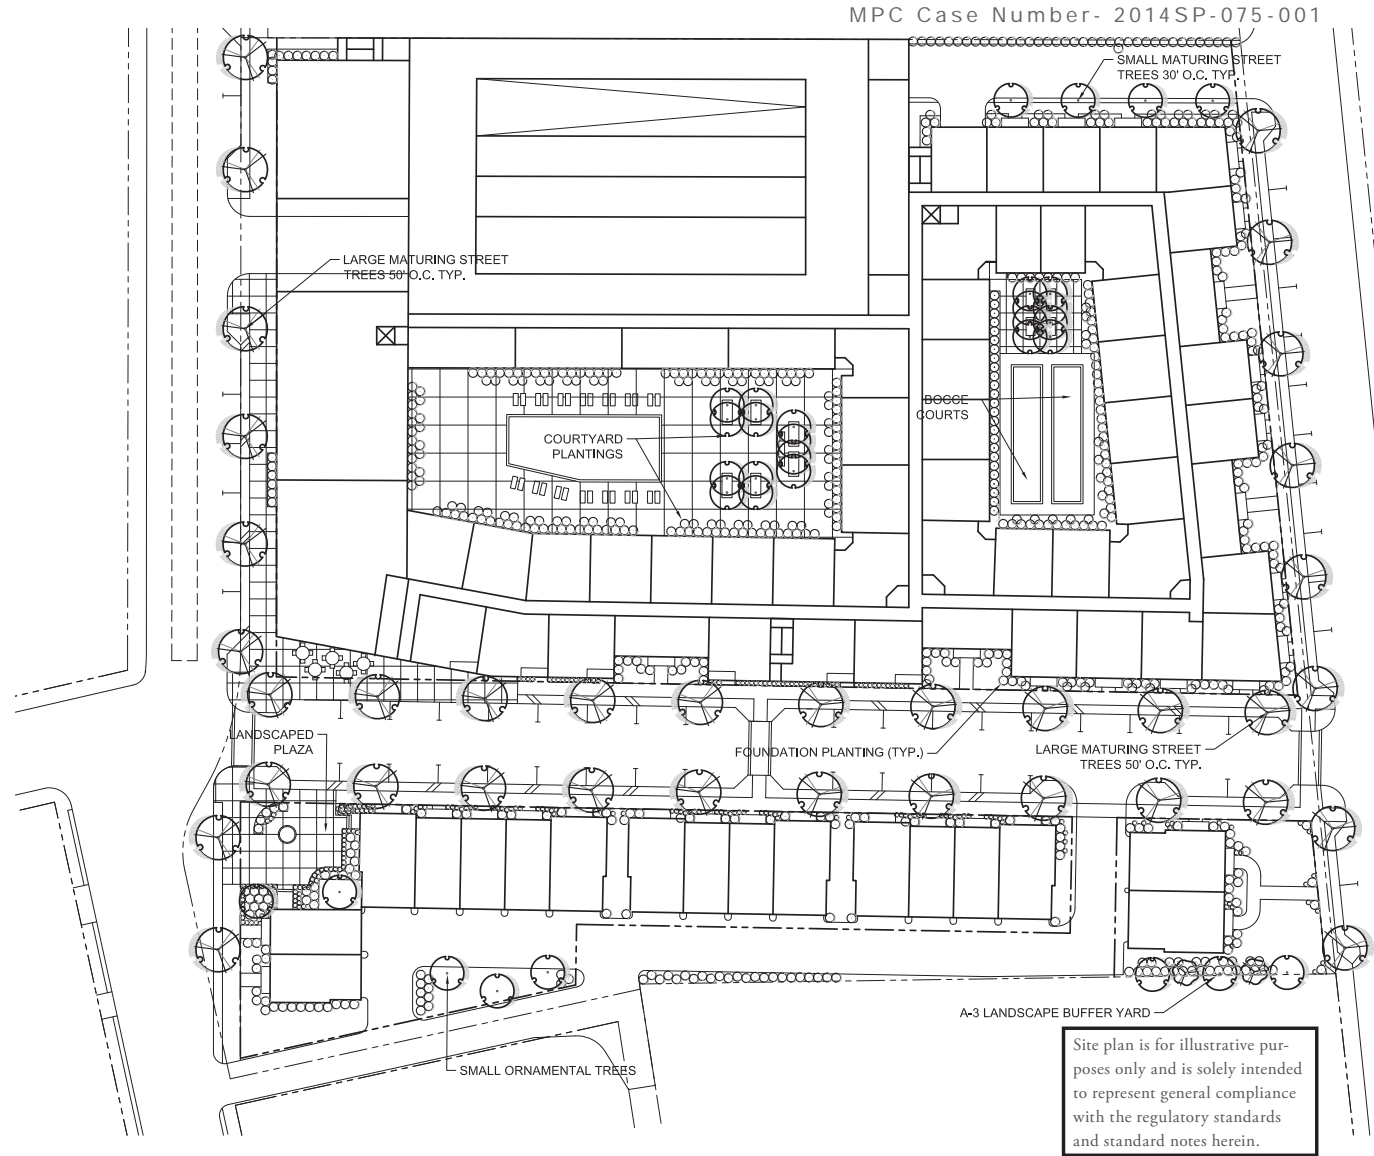 MPC Case Number- 2014SP-075-001
SMALL MATURING STREET
TREES 30' O.C. TYP.
LARGE MATURING STREET
TREES 50' O.C. TYP.
BOCCE
COURTS
COURTYARD
PLANTINGS
LANDSCAPED
PLAZA
FOUNDATION PLANTING (TYP.)
LARGE MATURING STREET
TREES 50' O.C. TYP.
A-3 LANDSCAPE BUFFER YARD
SMALL ORNAMENTAL TREES
Site plan is for illustrative pur-
poses only and is solely intended
to represent general compliance
with the regulatory standards
and standard notes herein.